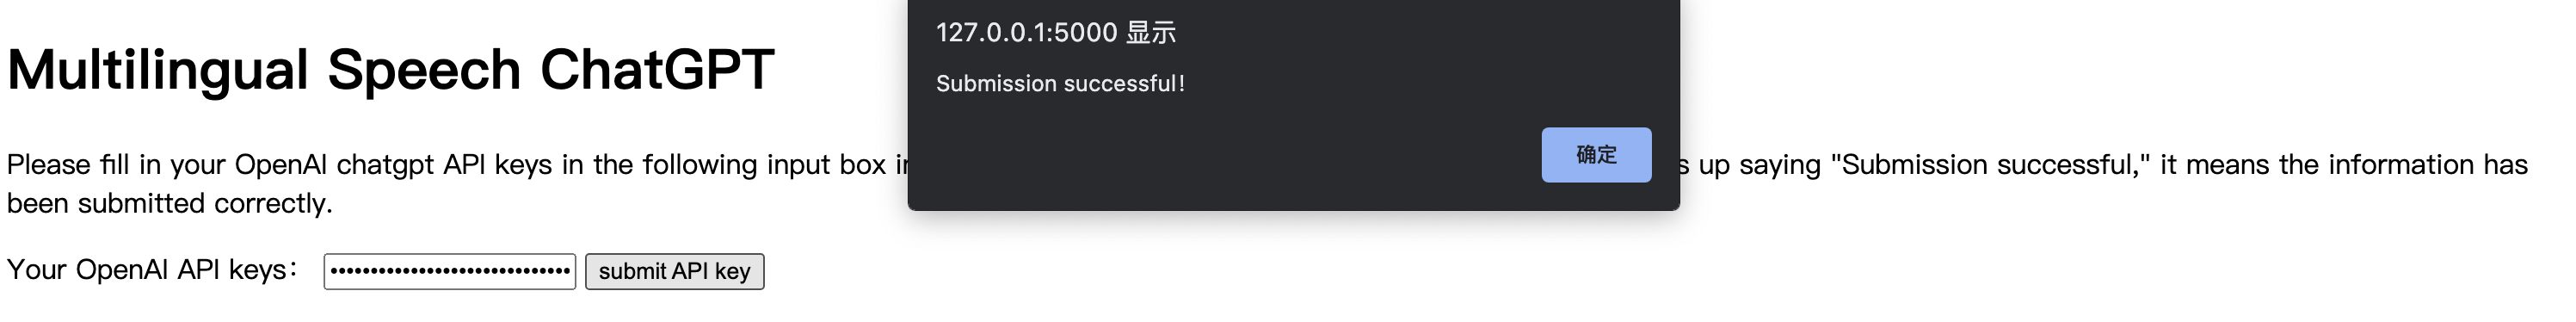 127.0.0.1:5000 显示
Submission successful!
确定
Multilingual Speech ChatGPT
Please fill in your OpenAI chatgpt API keys in the following input box up saying "Submission successful," it means the information has
been submitted correctly.
Your OpenAI API keys：
submit API key